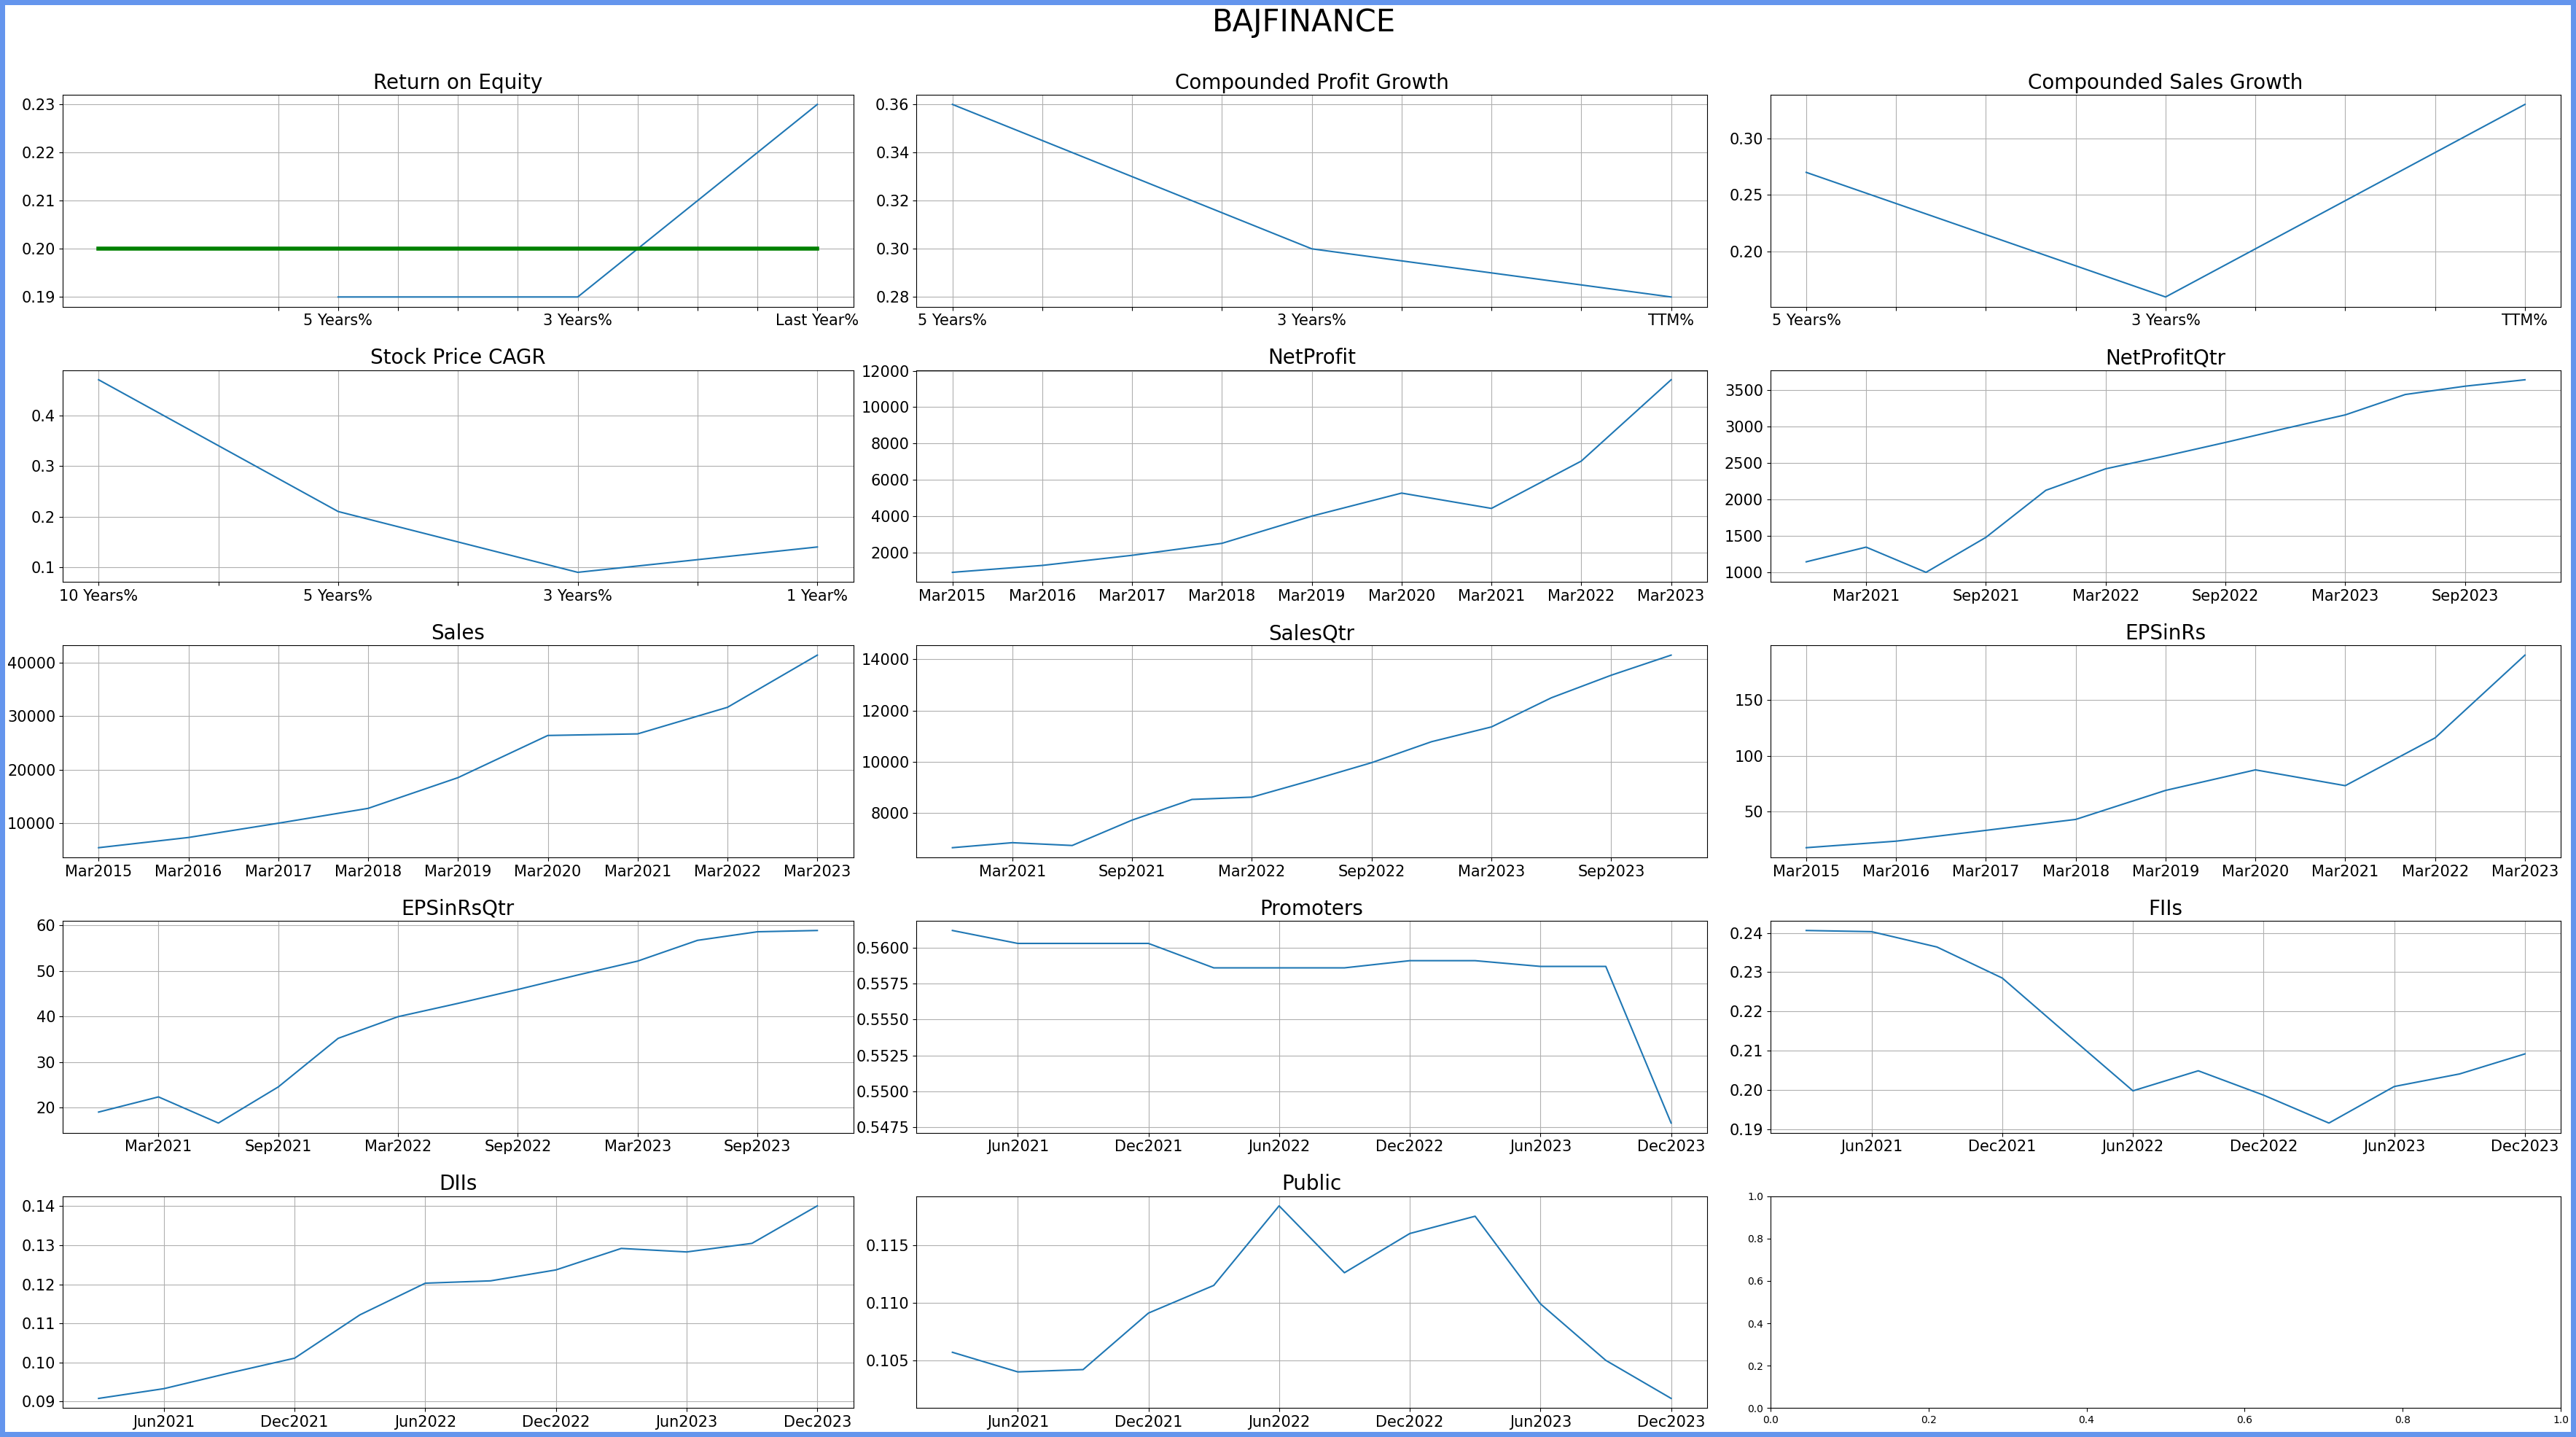 BAJFINANCE
Return on Equity
0.23
0.22
0.21
0.20
0.19
5 Years% 3 Years% Last Year%
Compounded Profit Growth
0.36
0.34
0.32
0.30
0.28
5 Years% 3 Years% TTM%
Compounded Sales Growth
0.30
0.25
0.20
5 Years% 3 Years% TTM%
Stock Price CAGR
0.4
0.3
0.2
0.1
10 Years% 5 Years% 3 Years% 1 Year%
NetProfit
12000
10000
8000
6000
4000
2000
Mar2015 Mar2016 Mar2017 Mar2018 Mar2019 Mar2020 Mar2021 Mar2022 Mar2023
NetProfitQtr
3500
3000
2500
2000
1500
1000
Mar2021 Sep2021 Mar2022 Sep2022 Mar2023 Sep2023
Sales
40000
30000
20000
10000
Mar2015 Mar2016 Mar2017 Mar2018 Mar2019 Mar2020 Mar2021 Mar2022 Mar2023
SalesQtr
14000
12000
10000
8000
Mar2021 Sep2021 Mar2022 Sep2022 Mar2023 Sep2023
EPSinRs
150
100
50
Mar2015 Mar2016 Mar2017 Mar2018 Mar2019 Mar2020 Mar2021 Mar2022 Mar2023
EPSinRsQtr
60
50
40
30
20
Mar2021 Sep2021 Mar2022 Sep2022 Mar2023 Sep2023
Promoters
0.5600
0.5575
0.5550
0.5525
0.5500
0.5475
Jun2021 Dec2021 Jun2022 Dec2022 Jun2023 Dec2023
FIIs
0.24
0.23
0.22
0.21
0.20
0.19
Jun2021 Dec2021 Jun2022 Dec2022 Jun2023 Dec2023
DIIs
0.14
0.13
0.12
0.11
0.10
0.09
Jun2021 Dec2021 Jun2022 Dec2022 Jun2023 Dec2023
Public
0.115
0.110
0.105
Jun2021 Dec2021 Jun2022 Dec2022 Jun2023 Dec2023
1.0
0.8
0.6
0.4
0.2
0.0
0.0 0.2 0.4 0.6 0.8 1.0